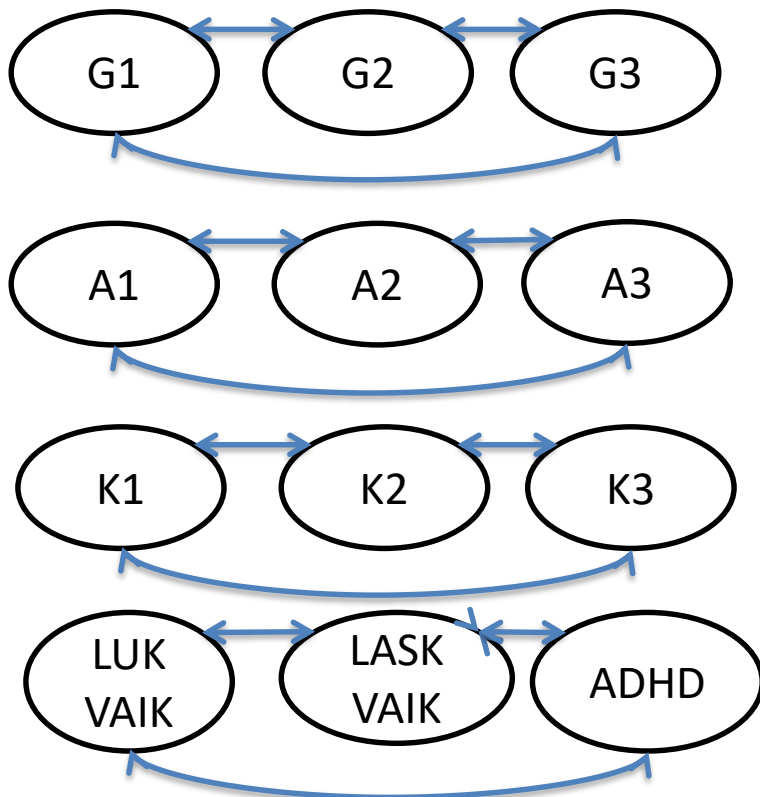 G1 G2 G3
A1 A2 A3
K1 K2 K3
LUK VAIK
LASK VAIK
ADHD